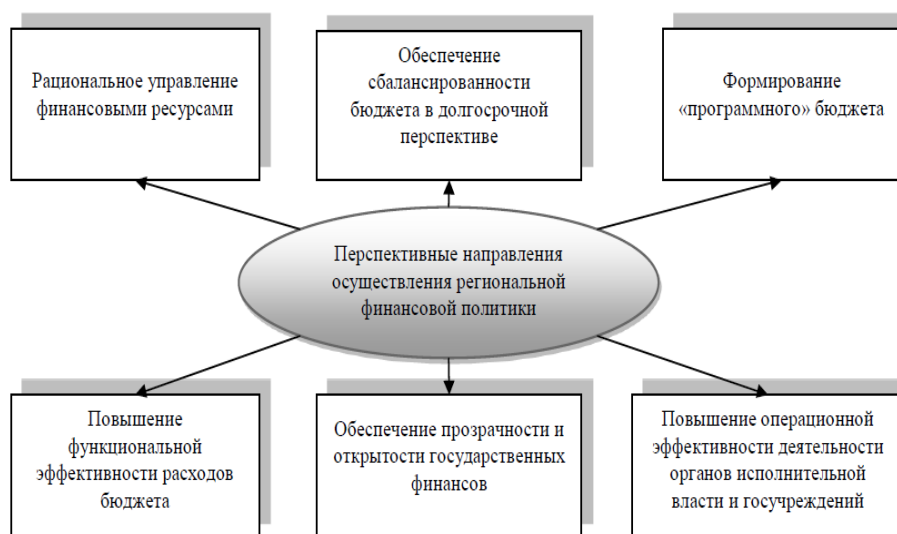 Рациональное управление
финансовыми ресурсами
Обеспечение
сбалансированности
бюджета в долгосрочной
перспективе
Формирование
«программного» бюджета
Перспективные направления
осуществления региональной
финансовой политики
Повышение
функциональной
эффективности расходов
бюджета
Обеспечение прозрачности и
открытости государственных
финансов
Повышение операционной
эффективности деятельности
органов исполнительной
власти и госучреждений